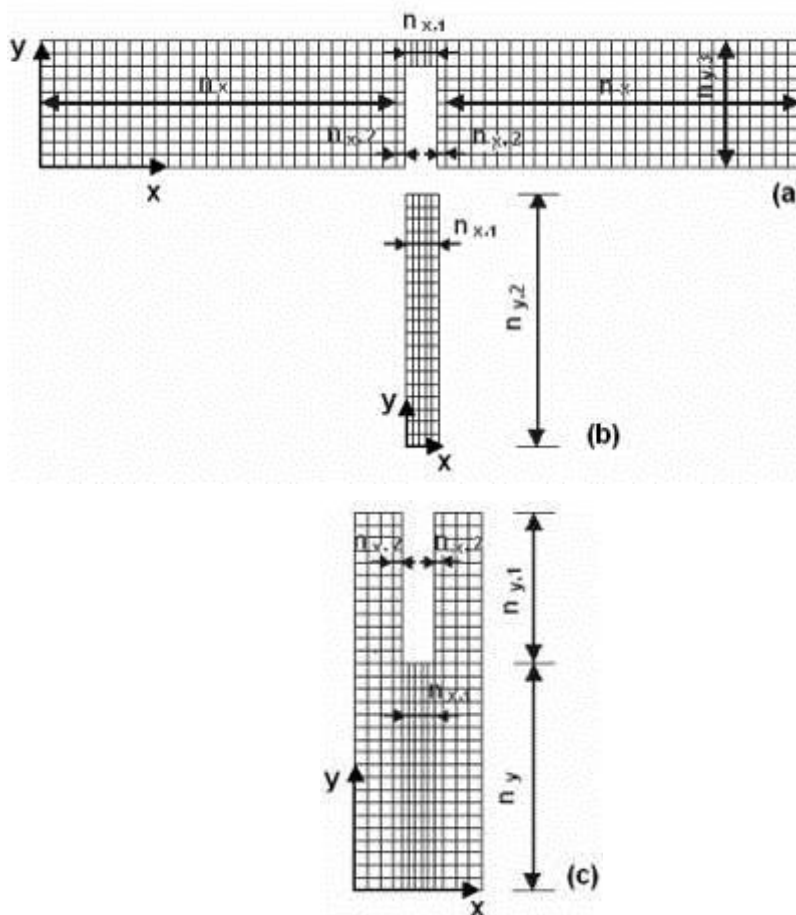 n x,1
y
n x
n x
n y,3
n x,2
n x,2
x
(a
n x,1
n y,2
y
x
(b)
n x,2
n x,2
n y,1
n x,1
n y
y
x
(c)